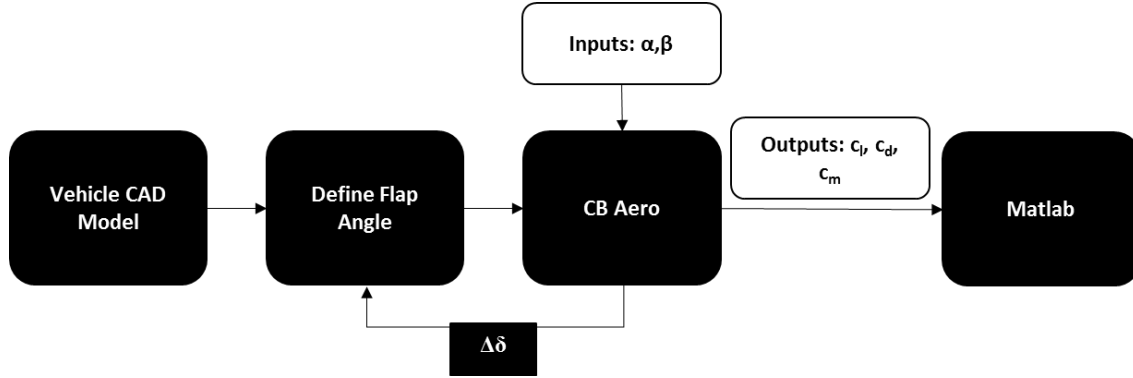 Inputs: α,β
Vehicle CAD
Model
Define Flap
Angle
CB Aero
Outputs: cl, cd,
cm
Matlab
Δδ